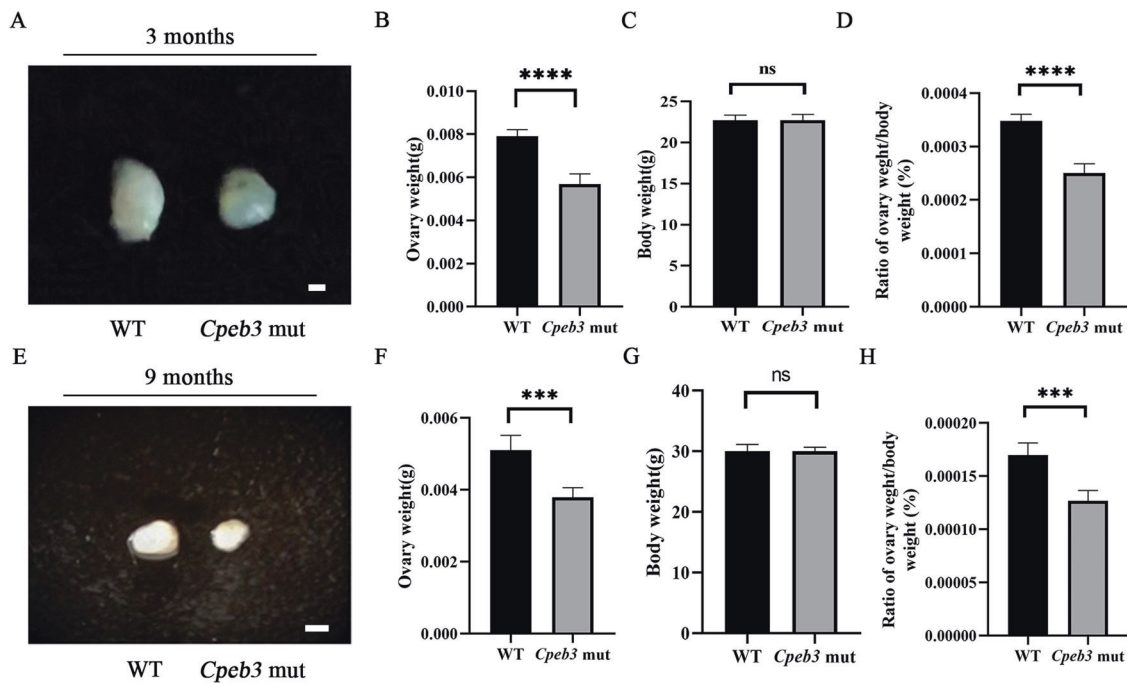 A
3 months
WT
Cpeb3 mut
B
****
Ovary weight(g)
0.010
0.008
0.006
0.004
0.002
0.000
WT
Cpeb3 mut
C
ns
Body weight(g)
25
20
15
10
5
0
WT
Cpeb3 mut
D
****
Ratio of ovary weght/body
weight (%)
0.0004
0.0003
0.0002
0.0001
0.0000
WT
Cpeb3 mut
E
9 months
WT
Cpeb3 mut
F
***
Ovary weight(g)
0.006
0.004
0.002
0.000
WT
Cpeb3 mut
G
ns
Body weight(g)
40
30
20
10
0
WT
Cpeb3 mut
H
***
Ratio of ovary weght/body
weight (%)
0.00020
0.00015
0.00010
0.00005
0.00000
WT
Cpeb3 mut